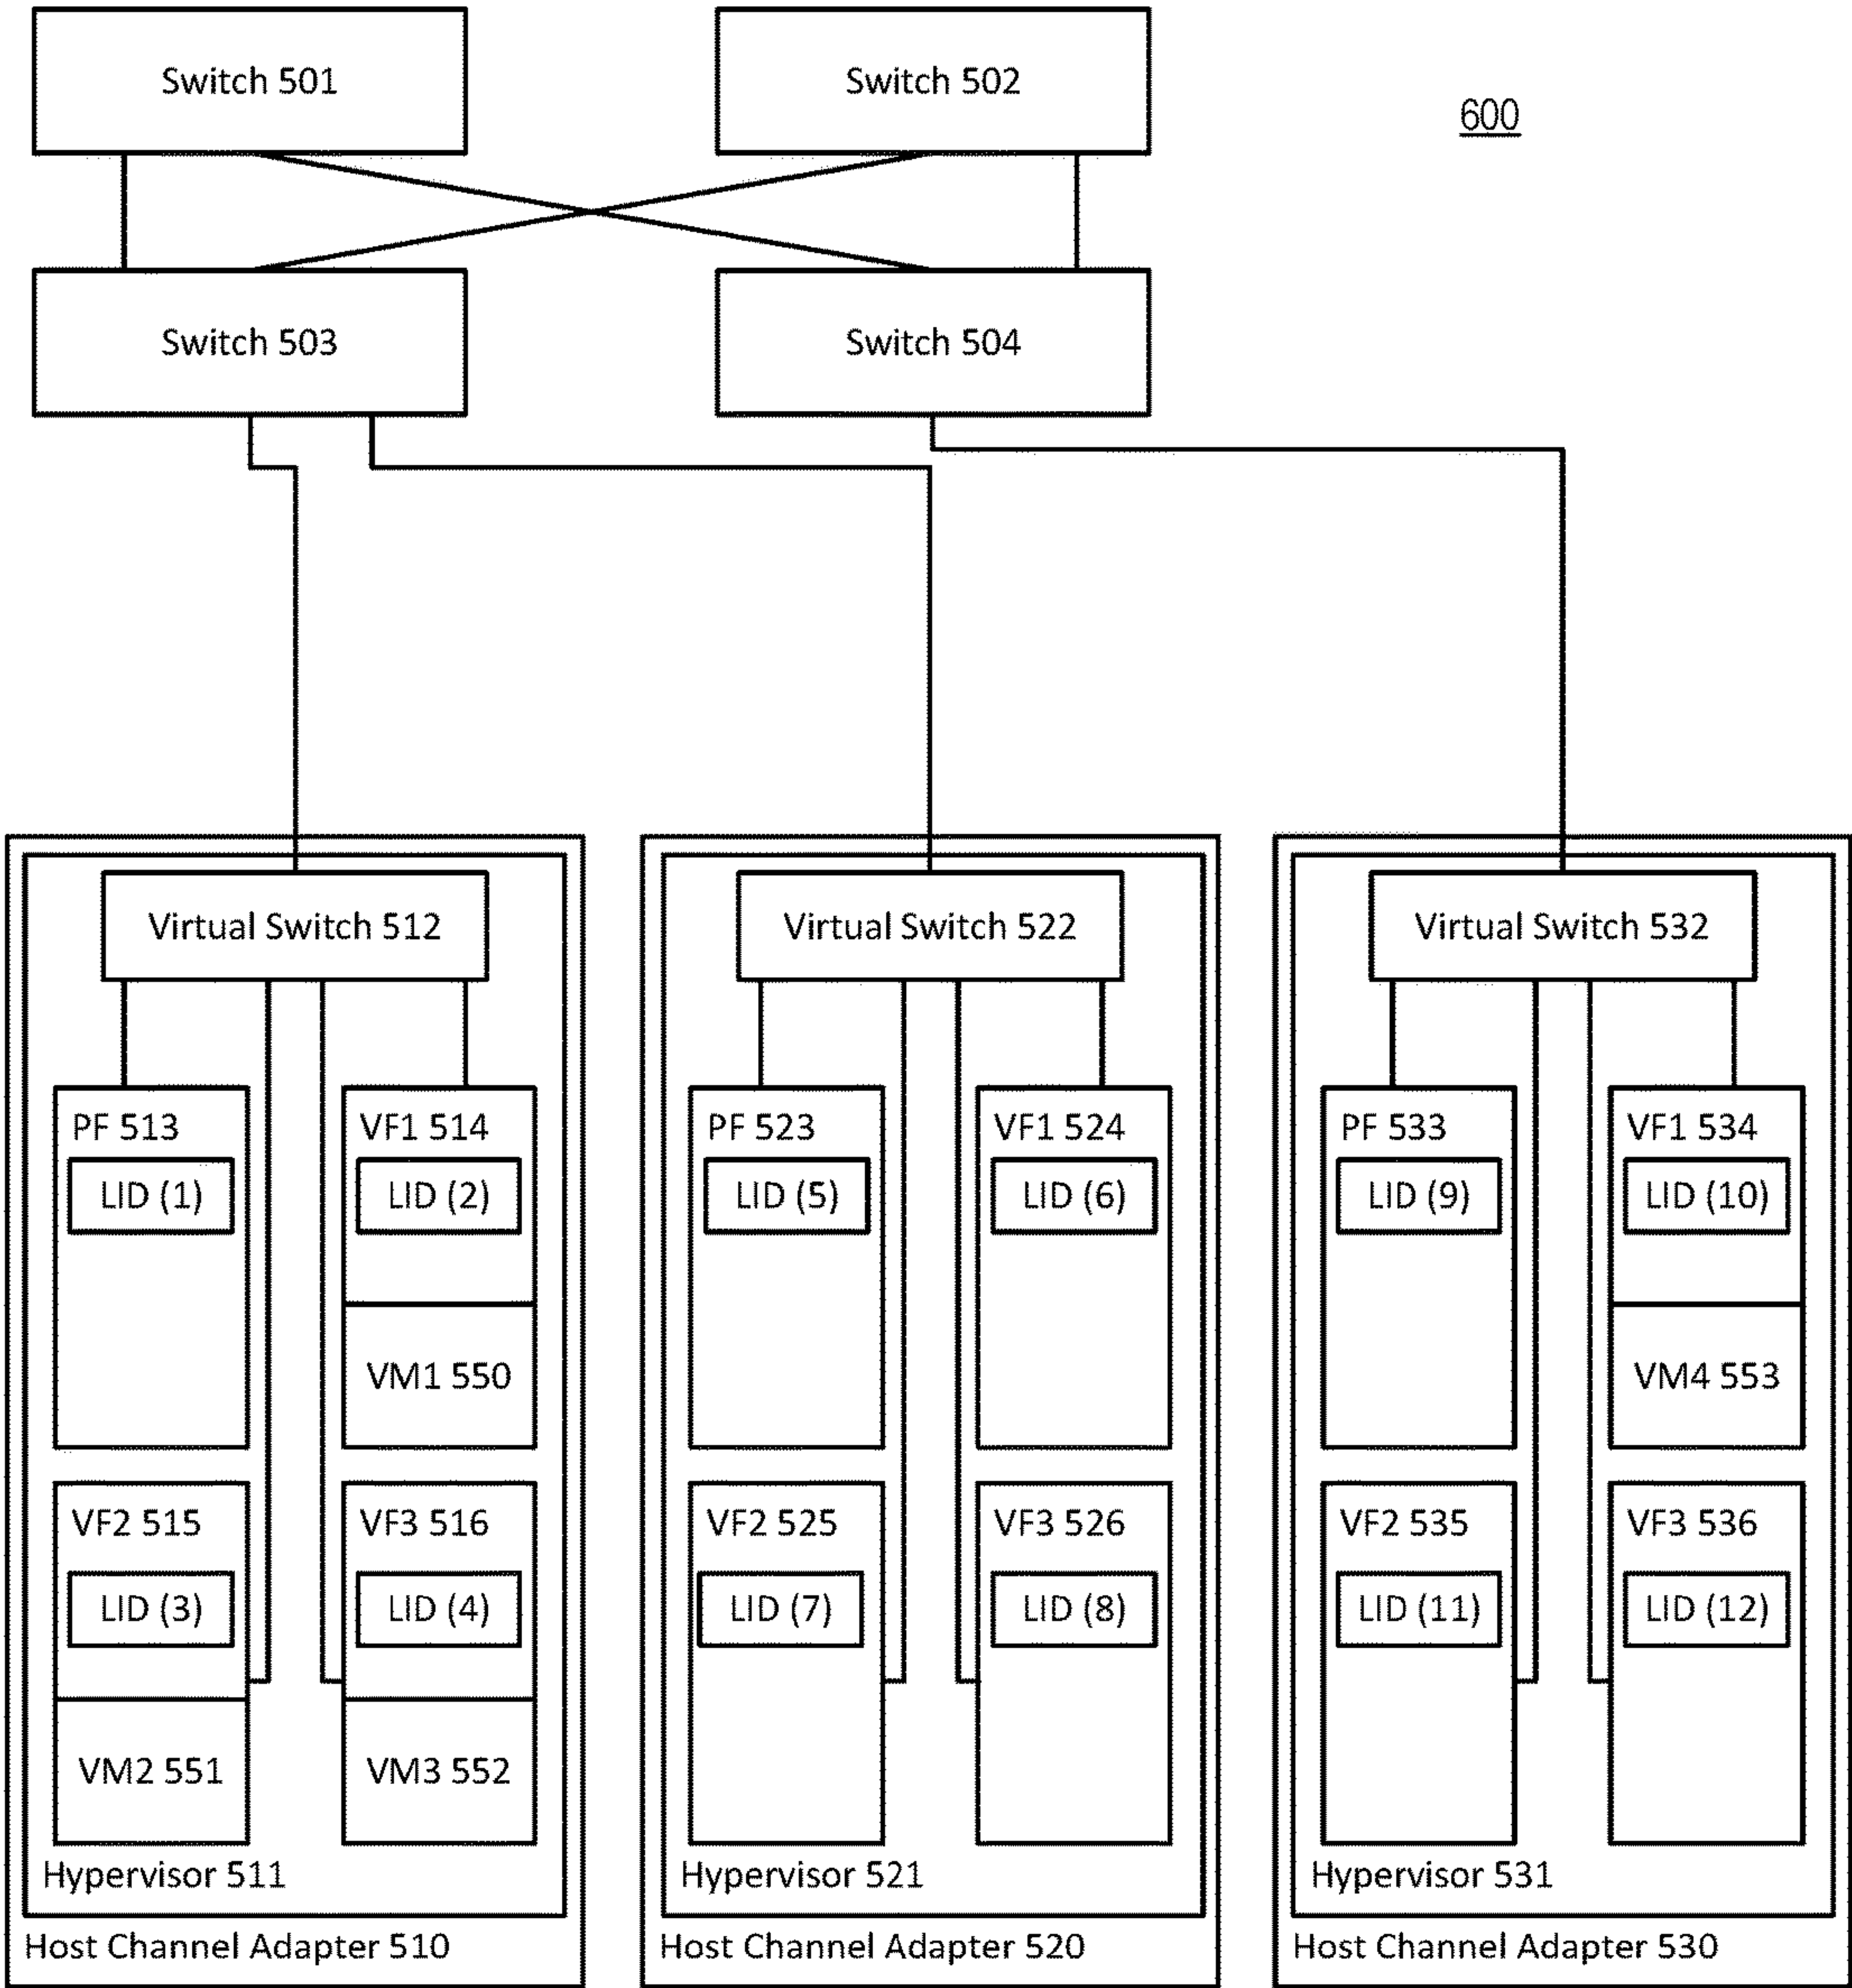 Switch 501
Switch 502
600
Switch 503
Switch 504
Virtual Switch 512
Virtual Switch 522
Virtual Switch 532
PF 513
LID (1)
VF1 514
LID (2)
VM1 550
VF2 515
LID (3)
VM2 551
VF3 516
LID (4)
VM3 552
Hypervisor 511
Host Channel Adapter 510
PF 523
LID (5)
VF1 524
LID (6)
VF2 525
LID (7)
VF3 526
LID (8)
Hypervisor 521
Host Channel Adapter 520
PF 533
LID (9)
VF1 534
LID (10)
VM4 553
VF2 535
LID (11)
VF3 536
LID (12)
Hypervisor 531
Host Channel Adapter 530